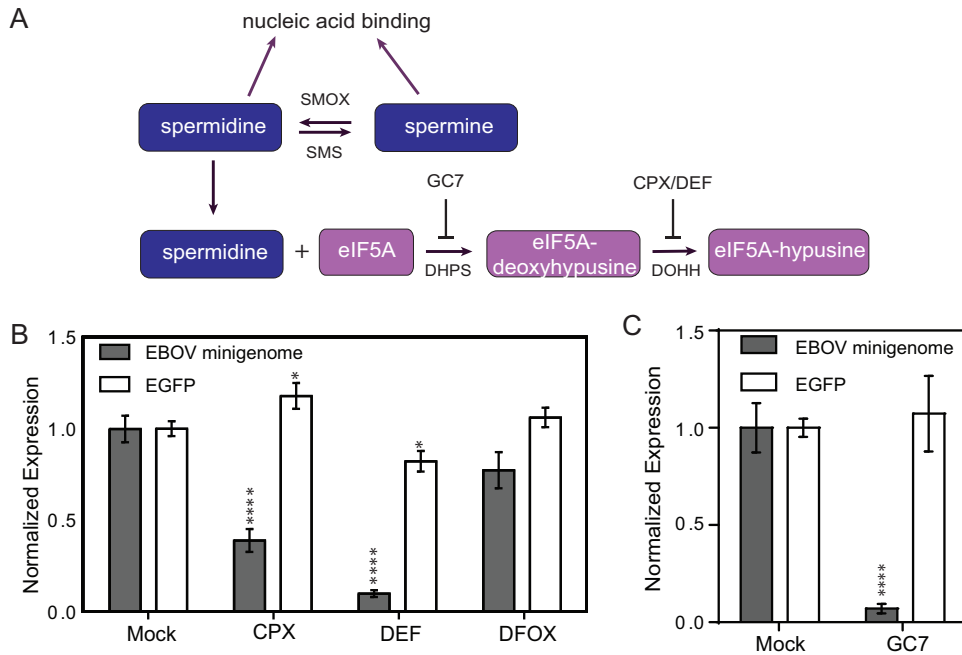 A
nucleic acid binding
SMOX
spermidine
spermine
SMS
GC7
CPX/DEF
spermidine
+
eIF5A
eIF5A-
deoxyhypusine
eIF5A-hypusine
DHPS
DOHH
B
1.5
EBOV minigenome
EGFP
*
1.0
*
Normalized Expression
0.5
****
****
0.0
Mock
CPX
DEF
DFOX
C
1.5
EBOV minigenome
EGFP
1.0
Normalized Expression
0.5
****
0.0
Mock
GC7